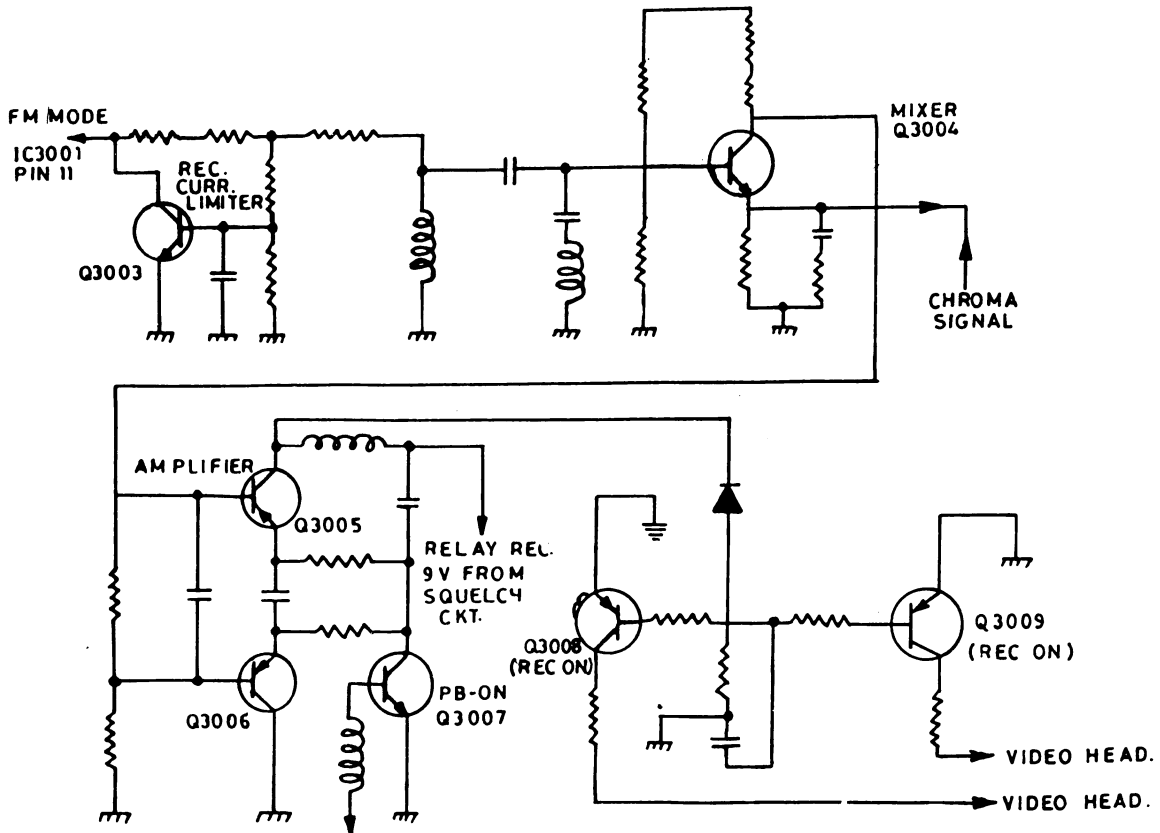 FM MODE
IC3001
PIN 11
REC.
CURR.
LIMITER
Q3003
MIXER
Q3004
CHROMA
SIGNAL
AMPLIFIER
Q3005
RELAY REC.
9V FROM
SQUELC4
CKT.
Q3006
PB-ON
Q3007
Q3008
(REC ON)
Q3009
(REC ON)
VIDEO HEAD.
VIDEO HEAD.